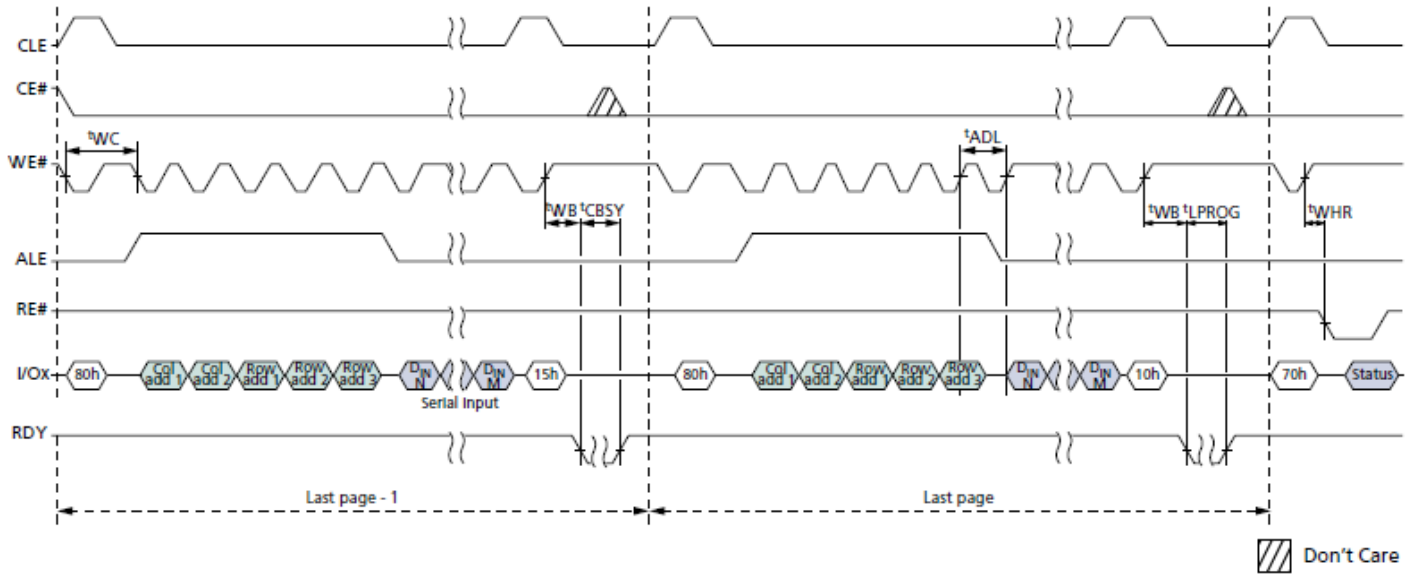 CLE
CE#
tWC
tADL
WE#
tWB tCBSY
tWB tLPROG
tWHR
ALE
RE#
I/Ox
80h
Col add 1
Col add 2
Row add 1
Row add 2
Row add 3
DIN N
DIN M
15h
80h
Col add 1
Col add 2
Row add 1
Row add 2
Row add 3
DIN N
DIN M
10h
70h
Status
Serial Input
RDY
Last page - 1
Last page
Don't Care